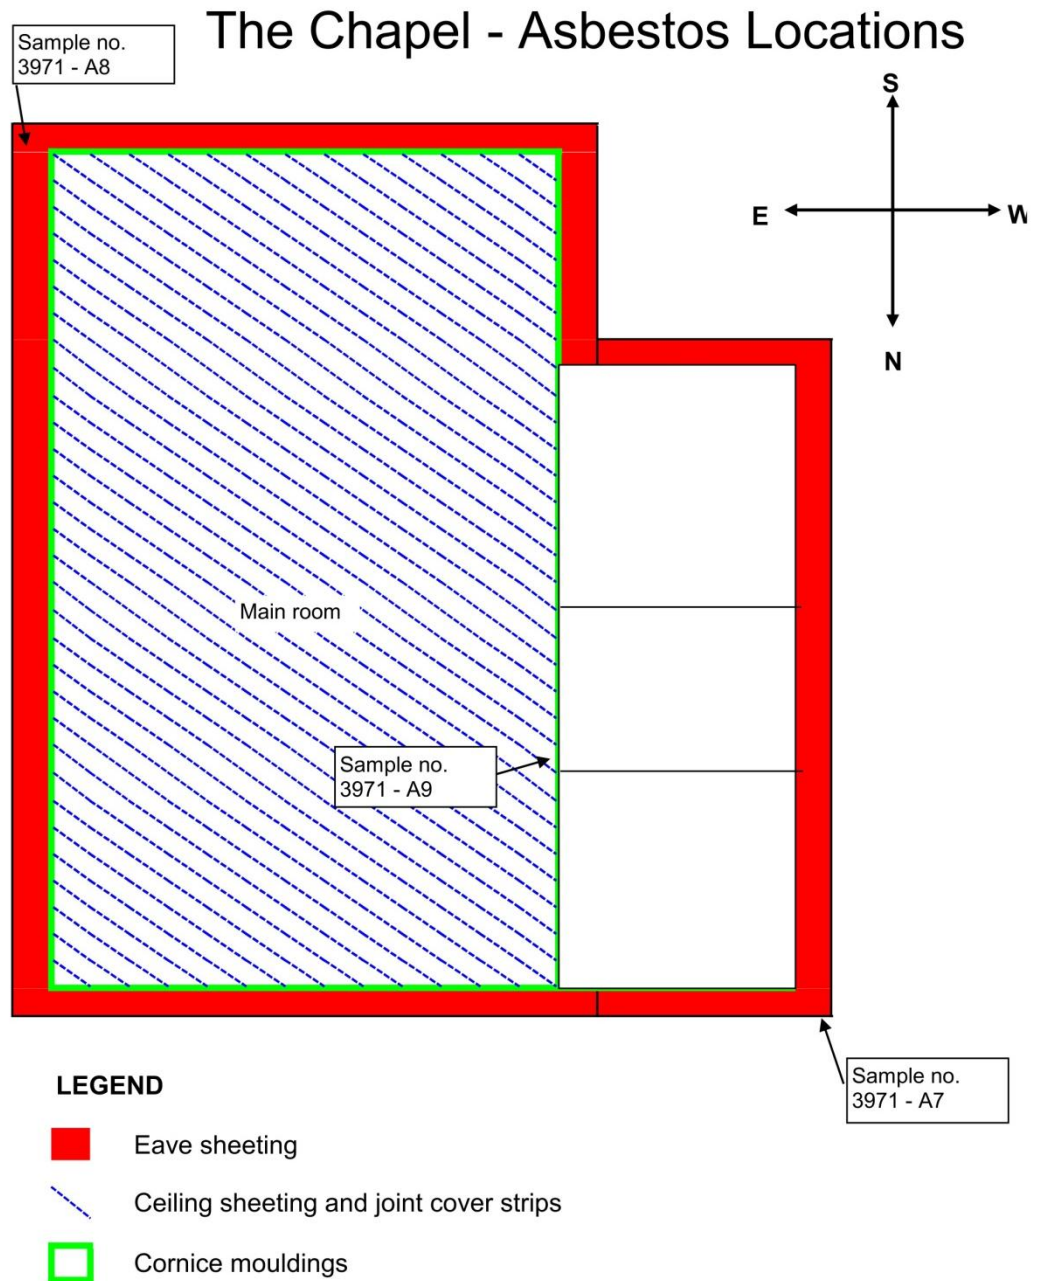 The Chapel - Asbestos Locations
Sample no.
3971 - A8
S
E
W
N
Main room
Sample no.
3971 - A9
Sample no.
3971 - A7
LEGEND
Eave sheeting
Ceiling sheeting and joint cover strips
Cornice mouldings